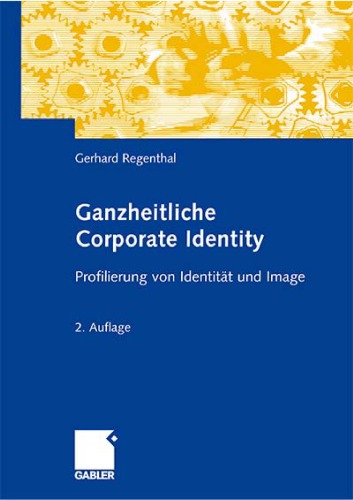 Gerhard Regenthal
Ganzheitliche
Corporate Identity
Profilierung von Identität und Image
2. Auflage
GABLER